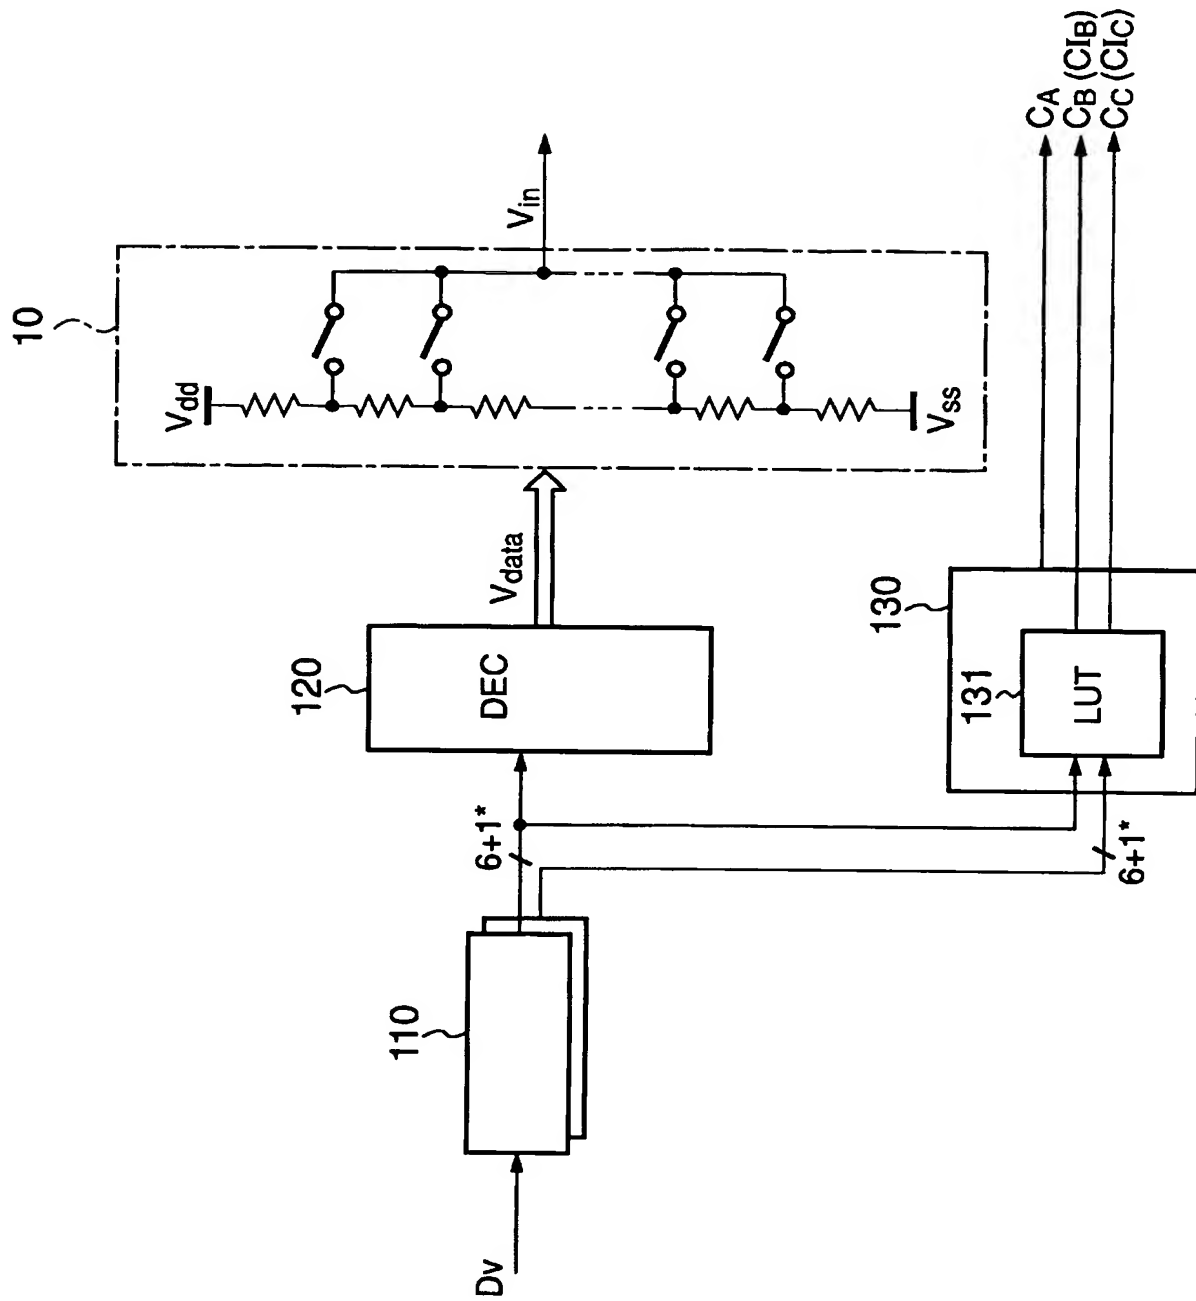 10
Vdd
Vss
Vin
Vdata
120
DEC
6+1*
110
Dv
130
131
LUT
6+1*
CA
CB (CIB)
CC (CIC)